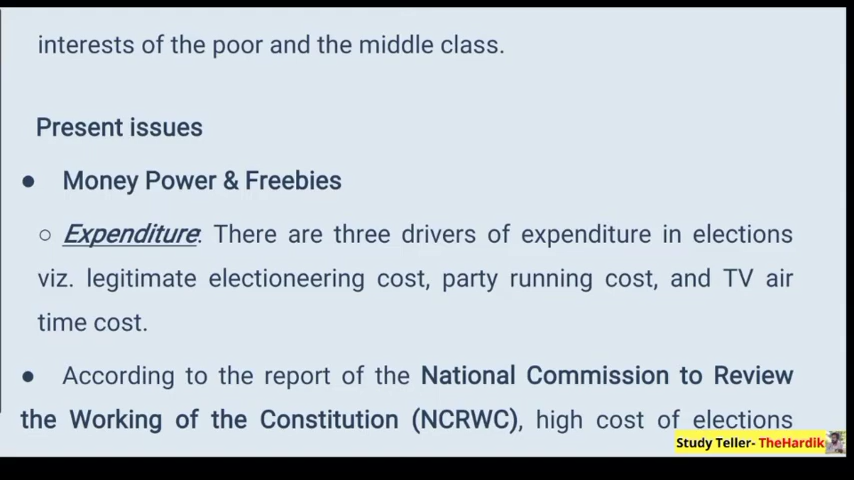 interests of the poor and the middle class.
Present issues
● Money Power & Freebies
○ Expenditure: There are three drivers of expenditure in elections
viz. legitimate electioneering cost, party running cost, and TV air
time cost.
● According to the report of the National Commission to Review
the Working of the Constitution (NCRWC), high cost of elections
Study Teller- TheHardik